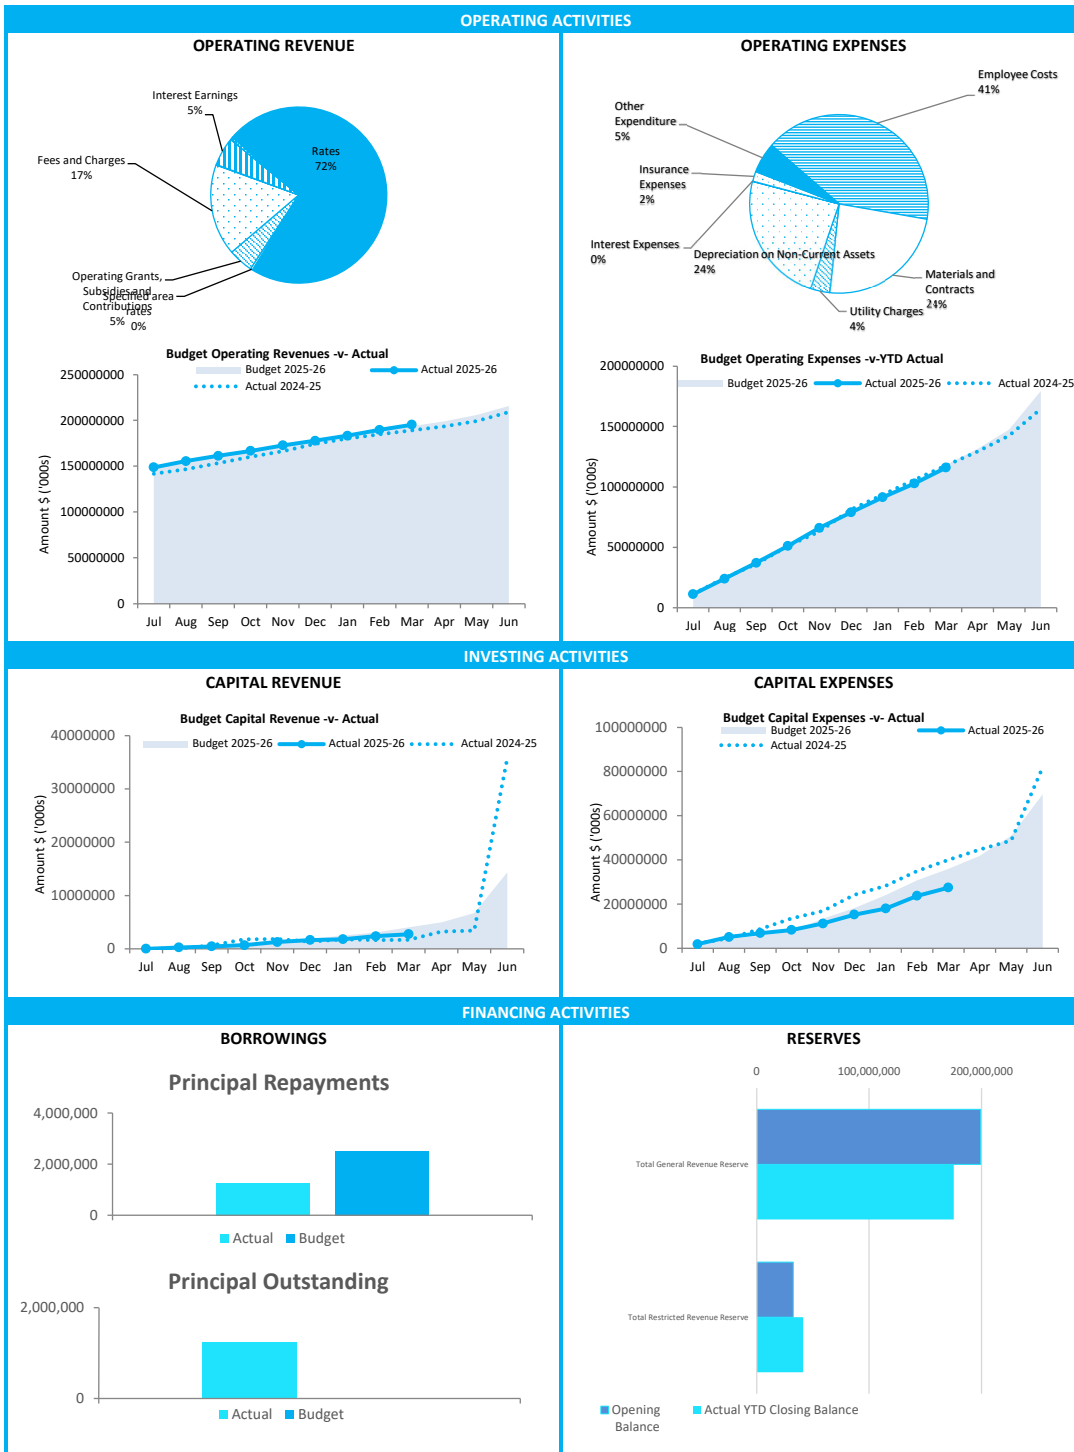 OPERATING ACTIVITIES
OPERATING REVENUE
Interest Earnings
5%
Rates
72%
Fees and Charges
17%
Operating Grants,
Subsidies and
Contributions
5%
Specified area
rates
0%
Budget Operating Revenues -v- Actual
Budget 2025-26
Actual 2025-26
Actual 2024-25
Amount $ ('000s)
250000000
200000000
150000000
100000000
50000000
0
Jul Aug Sep Oct Nov Dec Jan Feb Mar Apr May Jun
OPERATING EXPENSES
Employee Costs
41%
Other
Expenditure
5%
Insurance
Expenses
2%
Interest Expenses
0%
Depreciation on Non-Current Assets
24%
Materials and
Contracts
24%
Utility Charges
4%
Budget Operating Expenses -v-YTD Actual
Budget 2025-26
Actual 2025-26
Actual 2024-25
Amount $ ('000s)
200000000
150000000
100000000
50000000
0
Jul Aug Sep Oct Nov Dec Jan Feb Mar Apr May Jun
INVESTING ACTIVITIES
CAPITAL REVENUE
Budget Capital Revenue -v- Actual
Budget 2025-26
Actual 2025-26
Actual 2024-25
Amount $ ('000s)
40000000
30000000
20000000
10000000
0
Jul Aug Sep Oct Nov Dec Jan Feb Mar Apr May Jun
CAPITAL EXPENSES
Budget Capital Expenses -v- Actual
Budget 2025-26
Actual 2025-26
Actual 2024-25
Amount $ ('000s)
100000000
80000000
60000000
40000000
20000000
0
Jul Aug Sep Oct Nov Dec Jan Feb Mar Apr May Jun
FINANCING ACTIVITIES
BORROWINGS
Principal Repayments
4,000,000
2,000,000
0
Actual
Budget
Principal Outstanding
2,000,000
0
Actual
Budget
RESERVES
0
100,000,000
200,000,000
Total General Revenue Reserve
Total Restricted Revenue Reserve
Opening
Balance
Actual YTD Closing Balance